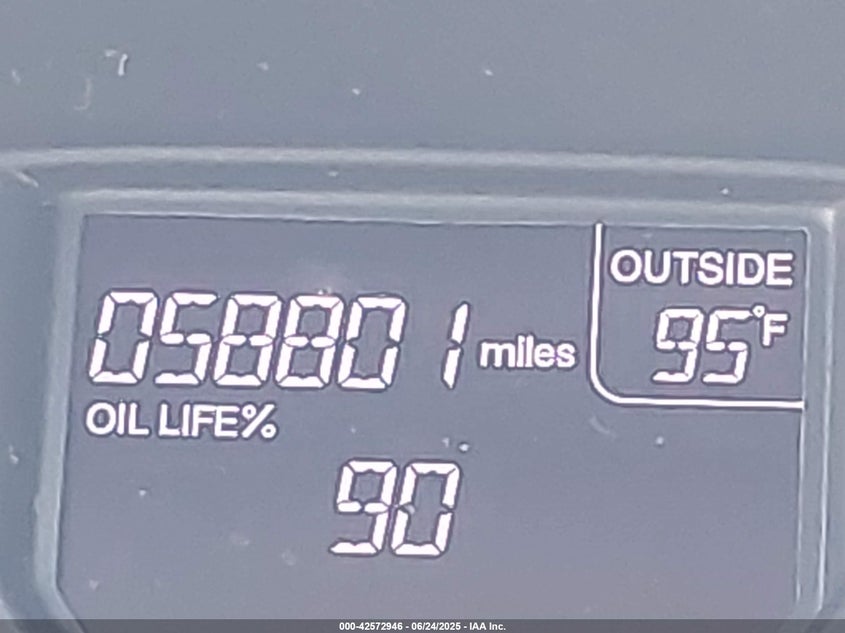 OUTSIDE
95°F
058801 miles
OIL LIFE%
90
000-42572946 - 06/24/2025 - IAA Inc.